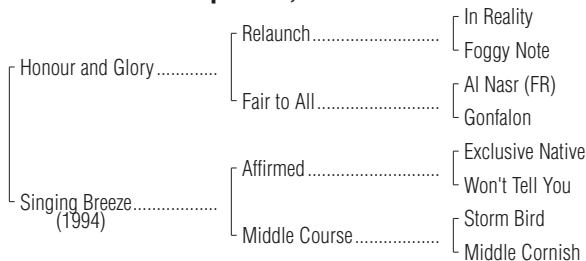 In Reality
Relaunch
Foggy Note
Honour and Glory
Al Nasr (FR)
Fair to All
Gonfalon
Exclusive Native
Affirmed
Won't Tell You
Singing Breeze
(1994)
Storm Bird
Middle Course
Middle Cornish